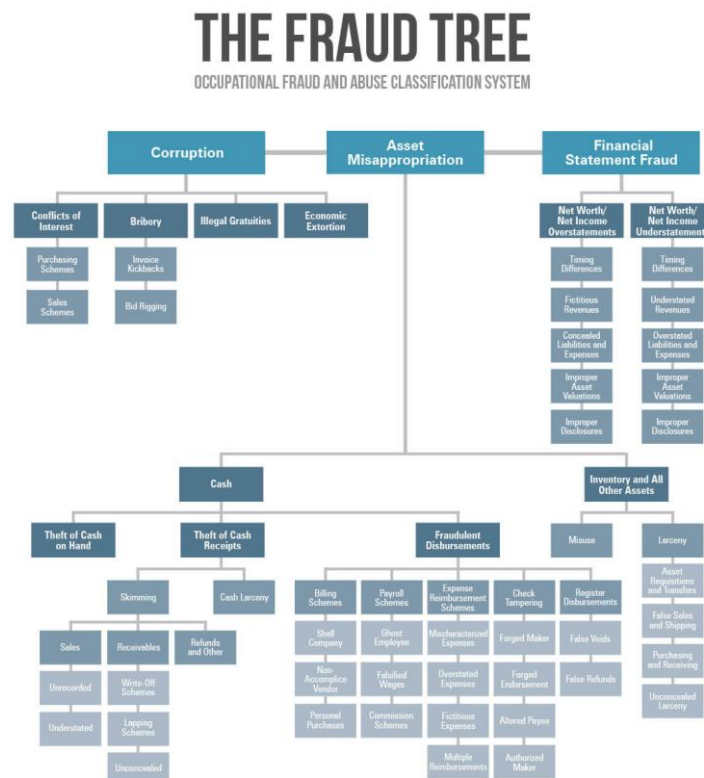 THE FRAUD TREE
OCCUPATIONAL FRAUD AND ABUSE CLASSIFICATION SYSTEM
Corruption
Asset
Misappropriation
Financial
Statement Fraud
Conflicts of
Interest
Bribery
Illegal Gratuities
Economic
Extortion
Net Worth/
Net Income
Overstatements
Net Worth/
Net Income
Understatement
Purchasing
Schemes
Invoice
Kickbacks
Timing
Differences
Timing
Differences
Sales
Schemes
Bid Rigging
Fictitious
Revenues
Understated
Revenues
Concealed
Liabilities and
Expenses
Overstated
Liabilities and
Expenses
Improper
Asset
Valuations
Improper
Asset
Valuations
Improper
Disclosures
Improper
Disclosures
Cash
Inventory and All
Other Assets
Theft of Cash
on Hand
Theft of Cash
Receipts
Fraudulent
Disbursements
Misuse
Larceny
Skimming
Cash Larceny
Billing
Schemes
Payroll Schemes
Expense
Reimbursement
Schemes
Check
Tampering
Register
Disbursements
Asset
Requisitions
and Transfers
Sales
Receivables
Refunds
and Other
Shell
Company
Ghost
Employee
Mischaracterized
Expenses
Forged Maker
False Voids
False Sales
and Shipping
Unrecorded
Write-Off
Schemes
Non-
Accomplice
Vendor
Falsified
Wages
Overstated
Expenses
Forged
Endorsement
False Refunds
Purchasing
and Receiving
Understated
Lapping
Schemes
Personal
Purchases
Commission
Schemes
Fictitious
Expenses
Altered Payee
Unconcealed
Larceny
Unconcealed
Multiple
Reimbursements
Authorized
Maker